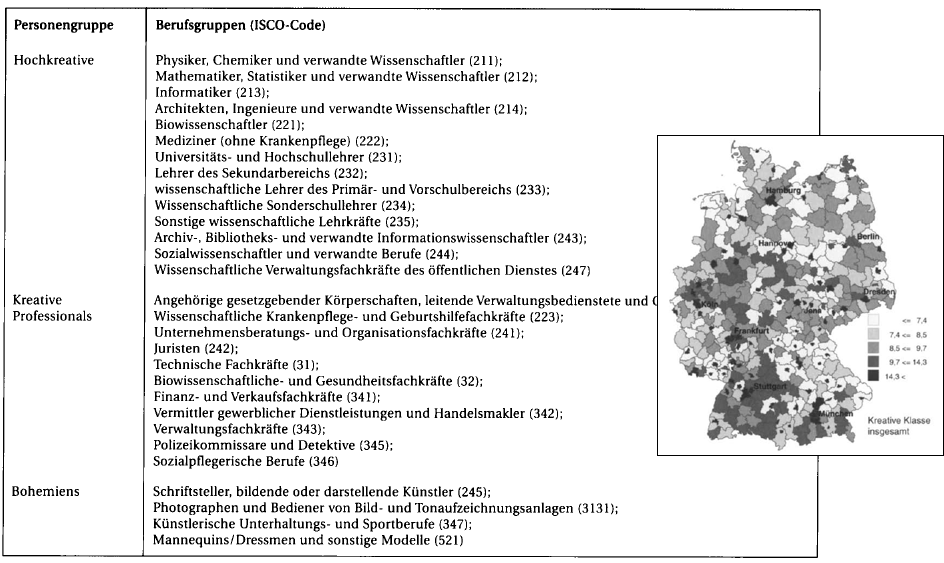 Personengruppe
Berufsgruppen (ISCO-Code)
Hochkreative
Physiker, Chemiker und verwandte Wissenschaftler (211);
Mathematiker, Statistiker und verwandte Wissenschaftler (212);
Informatiker (213);
Architekten, Ingenieure und verwandte Wissenschaftler (214);
Biowissenschaftler (221);
Mediziner (ohne Krankenpflege) (222);
Universitäts- und Hochschullehrer (231);
Lehrer des Sekundarbereichs (232);
wissenschaftliche Lehrer des Primär- und Vorschulbereichs (233);
Wissenschaftliche Sonderschullehrer (234);
Sonstige wissenschaftliche Lehrkräfte (235);
Archiv-, Bibliotheks- und verwandte Informationswissenschaftler (243);
Sozialwissenschaftler und verwandte Berufe (244);
Wissenschaftliche Verwaltungsfachkräfte des öffentlichen Dienstes (247)
Kreative
Professionals
Angehörige gesetzgebender Körperschaften, leitende Verwaltungsbedienstete und
Wissenschaftliche Krankenpflege- und Geburtshilfefachkräfte (223);
Unternehmensberatungs- und Organisationsfachkräfte (241);
Juristen (242);
Technische Fachkräfte (31);
Biowissenschaftliche- und Gesundheitsfachkräfte (32);
Finanz- und Verkaufsfachkräfte (341);
Vermittler gewerblicher Dienstleistungen und Handelsmakler (342);
Verwaltungsfachkräfte (343);
Polizeikommissare und Detektive (345);
Sozialpflegerische Berufe (346)
Bohemiens
Schriftsteller, bildende oder darstellende Künstler (245);
Photographen und Bediener von Bild- und Tonaufzeichnungsanlagen (3131);
Künstlerische Unterhaltungs- und Sportberufe (347);
Mannequins/Dressmen und sonstige Modelle (521)
Hamburg
Berlin
Hannover
Dresden
Köln
Jena
Frankfurt
Stuttgart
München
<= 7,4
7,4 <= 8,5
8,5 <= 9,7
9,7 <= 14,3
14,3 <
Kreative Klasse
insgesamt